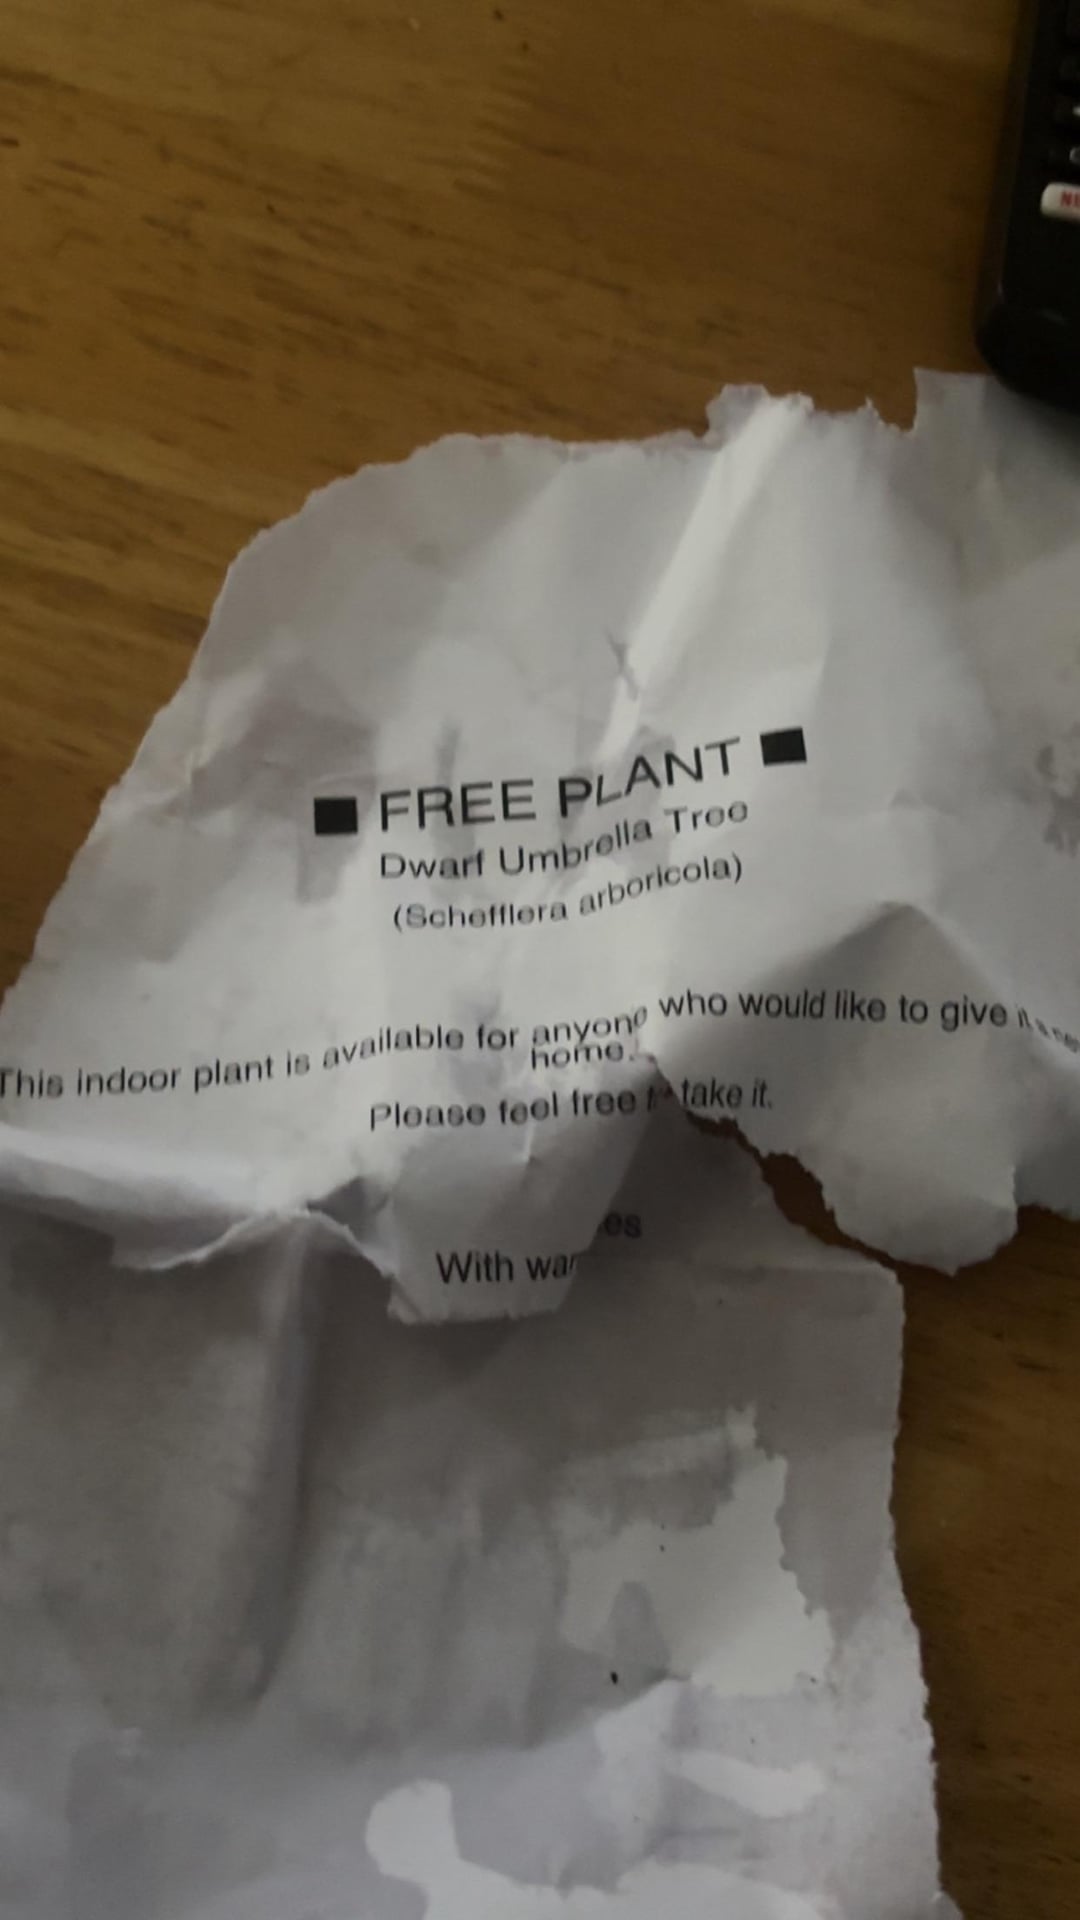 ■ FREE PLANT ■
Dwarf Umbrella Tree
(Schefflera arboricola)
This indoor plant is available for anyone who would like to give it a
home.
Please feel free take it.
With